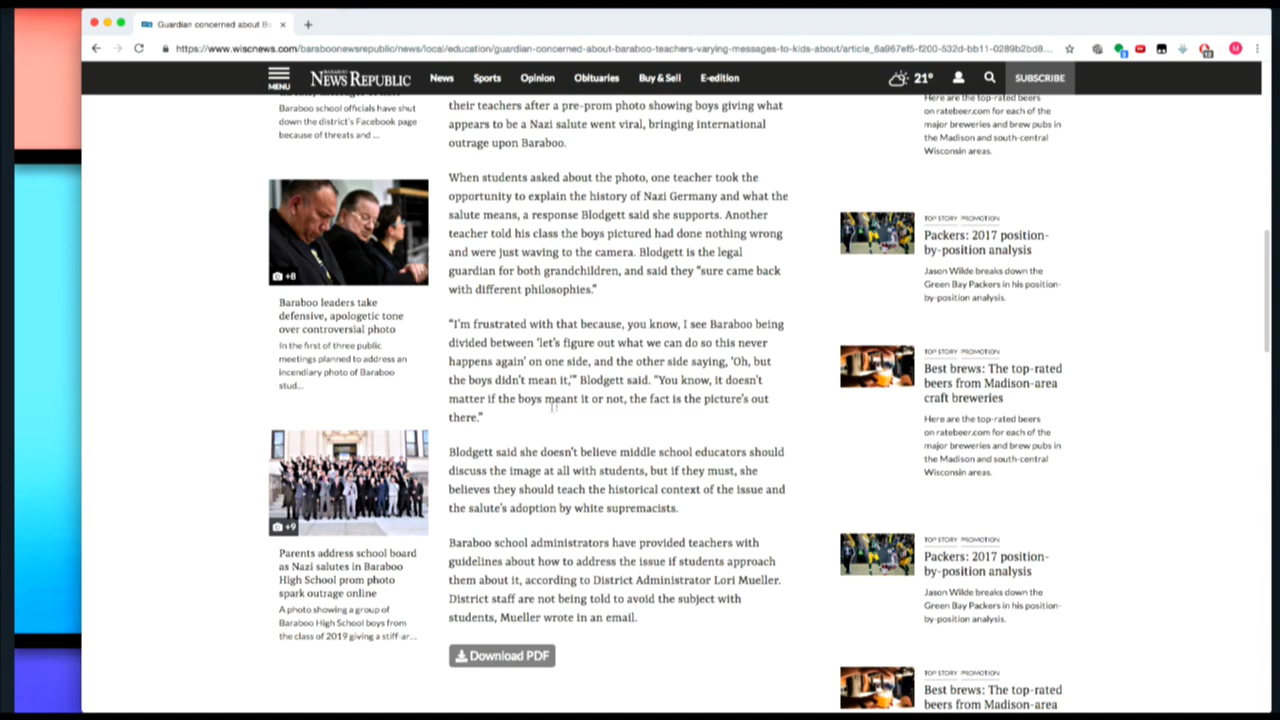 Guardian concerned about B
https://www.wiscnews.com/baraboonewsrepublic/news/local/education/guardian-concerned-about-baraboo-teachers-varying-messages-to-kids-about/article_6a967ef5-f200-532d-bb11-0289b2bd8...
MENU
BARABOO
NEWS REPUBLIC
News
Sports
Opinion
Obituaries
Buy & Sell
E-edition
21°
SUBSCRIBE
Baraboo school officials have shut
down the district's Facebook page
because of threats and ...
+8
Baraboo leaders take
defensive, apologetic tone
over controversial photo
In the first of three public
meetings planned to address an
incendiary photo of Baraboo
stud...
+9
Parents address school board
as Nazi salutes in Baraboo
High School prom photo
spark outrage online
A photo showing a group of
Baraboo High School boys from
the class of 2019 giving a stiff-ar...
their teachers after a pre-prom photo showing boys giving what
appears to be a Nazi salute went viral, bringing international
outrage upon Baraboo.
When students asked about the photo, one teacher took the
opportunity to explain the history of Nazi Germany and what the
salute means, a response Blodgett said she supports. Another
teacher told his class the boys pictured had done nothing wrong
and were just waving to the camera. Blodgett is the legal
guardian for both grandchildren, and said they "sure came back
with different philosophies."
"I'm frustrated with that because, you know, I see Baraboo being
divided between 'let's figure out what we can do so this never
happens again' on one side, and the other side saying, 'Oh, but
the boys didn't mean it,'" Blodgett said. "You know, it doesn't
matter if the boys meant it or not, the fact is the picture's out
there."
Blodgett said she doesn't believe middle school educators should
discuss the image at all with students, but if they must, she
believes they should teach the historical context of the issue and
the salute's adoption by white supremacists.
Baraboo school administrators have provided teachers with
guidelines about how to address the issue if students approach
them about it, according to District Administrator Lori Mueller.
District staff are not being told to avoid the subject with
students, Mueller wrote in an email.
Download PDF
Here are the top-rated beers
on ratebeer.com for each of the
major breweries and brew pubs in
the Madison and south-central
Wisconsin areas.
TOP STORY PROMOTION
Packers: 2017 position-
by-position analysis
Jason Wilde breaks down the
Green Bay Packers in his position-
by-position analysis.
TOP STORY PROMOTION
Best brews: The top-rated
beers from Madison-area
craft breweries
Here are the top-rated beers
on ratebeer.com for each of the
major breweries and brew pubs in
the Madison and south-central
Wisconsin areas.
TOP STORY PROMOTION
Packers: 2017 position-
by-position analysis
Jason Wilde breaks down the
Green Bay Packers in his position-
by-position analysis.
TOP STORY PROMOTION
Best brews: The top-rated
beers from Madison-area